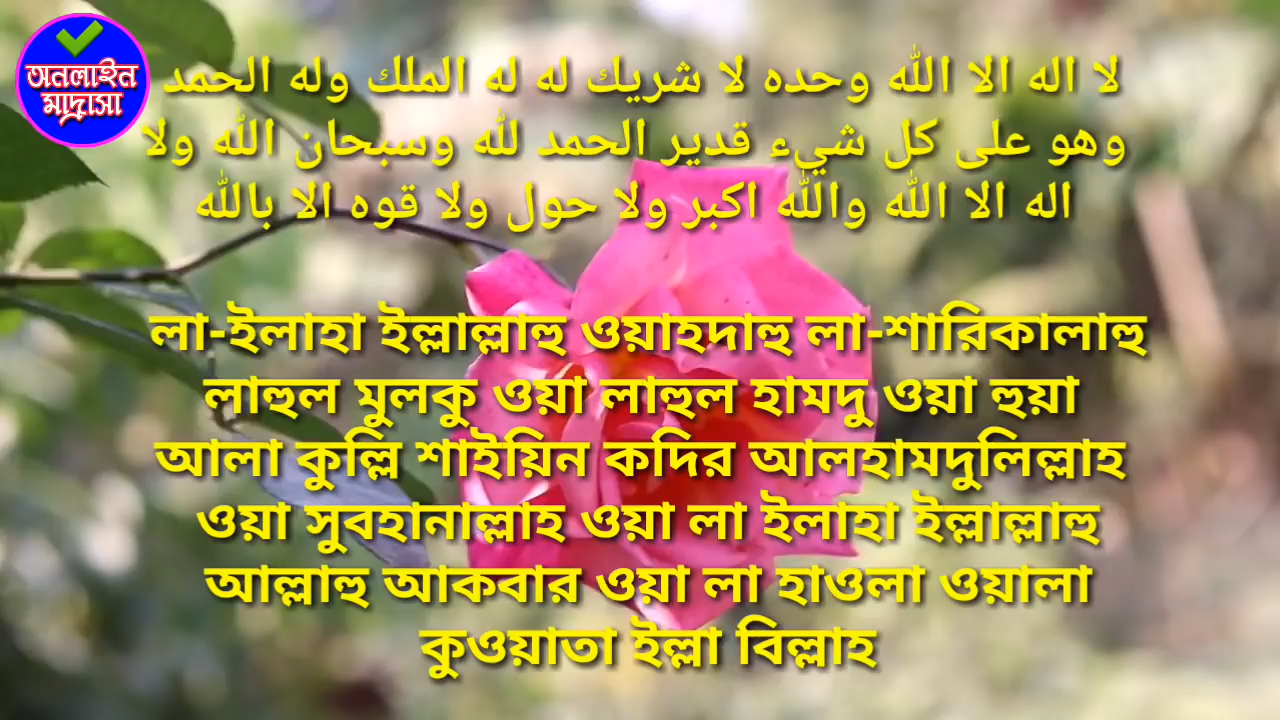 অনলাইন
মাদ্রাসা
لا اله الا الله وحده لا شريك له له الملك وله الحمد
وهو على كل شيء قدير الحمد لله وسبحان الله ولا
اله الا الله والله اكبر ولا حول ولا قوه الا بالله
লা-ইলাহা ইল্লাল্লাহু ওয়াহদাহু লা-শারিকালাহু
লাহুল মুলকু ওয়া লাহুল হামদু ওয়া হুয়া
আলা কুল্লি শাইয়িন কদির আলহামদুলিল্লাহ
ওয়া সুবহানাল্লাহ ওয়া লা ইলাহা ইল্লাল্লাহু
আল্লাহু আকবার ওয়া লা হাওলা ওয়ালা
কুওয়াতা ইল্লা বিল্লাহ